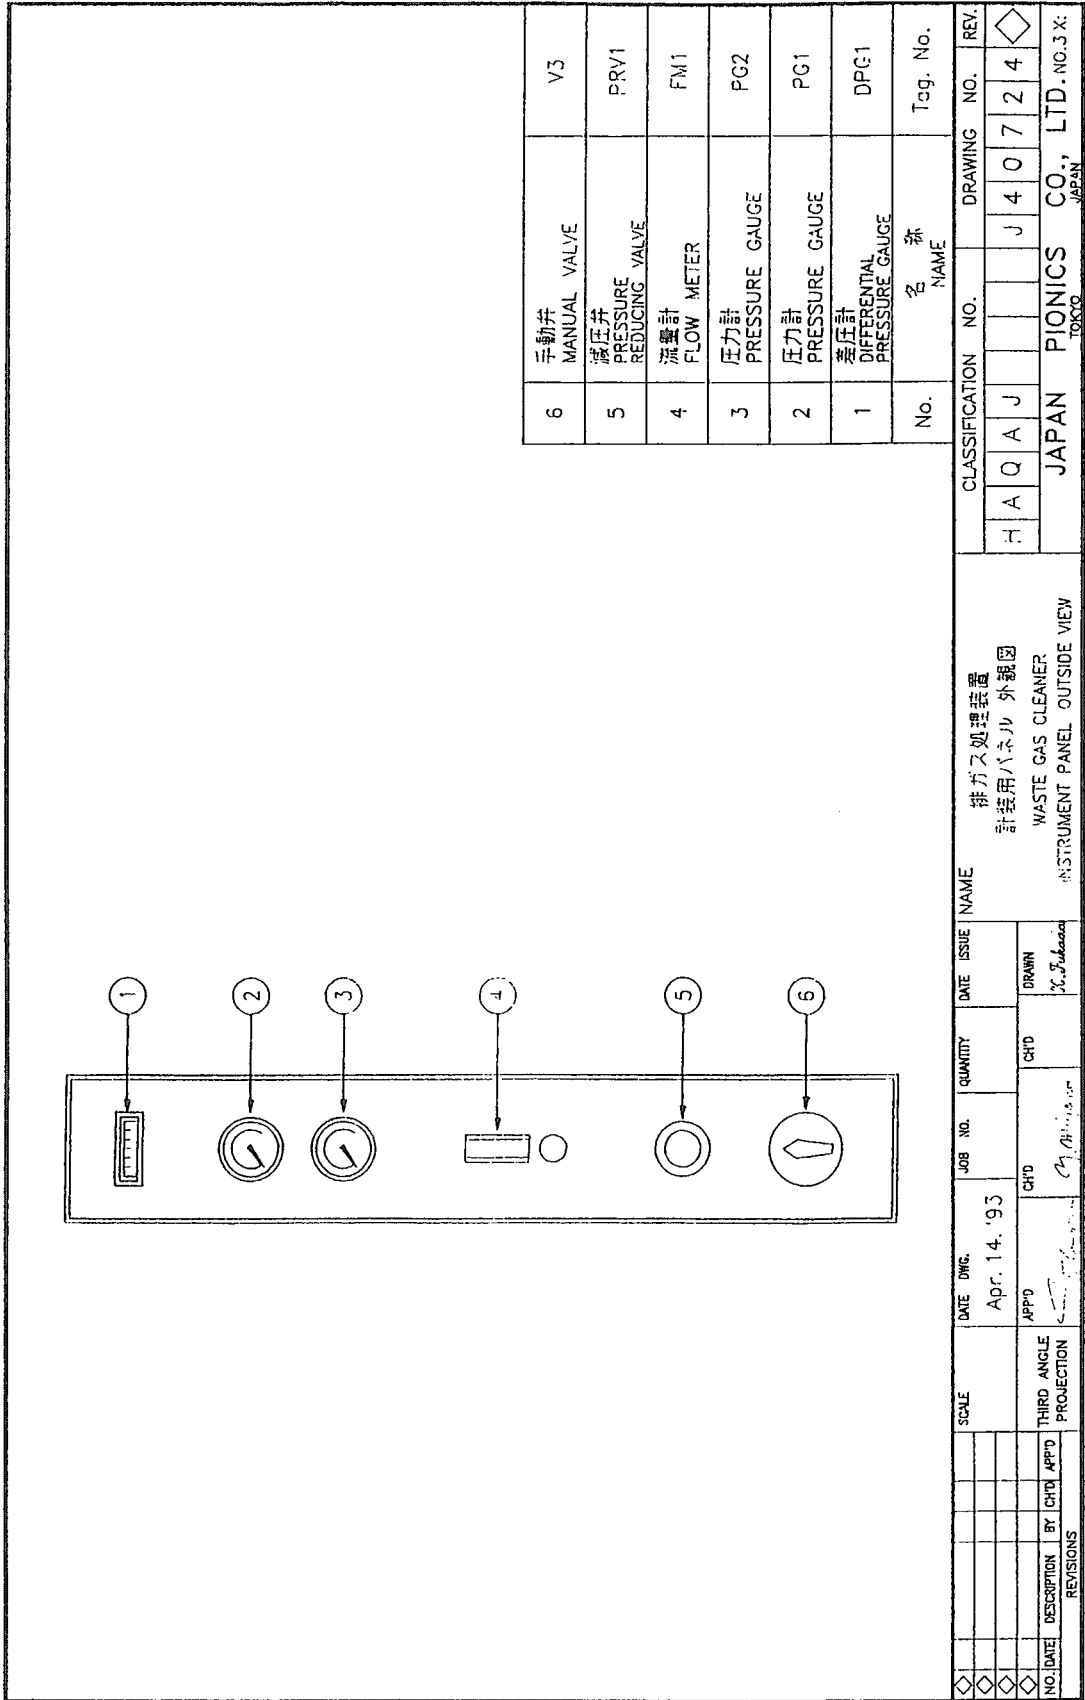 1
2
3
4
5
6
6 手動弁 MANUAL VALVE V3
5 減圧弁 PRESSURE REDUCING VALVE PRV1
4 流量計 FLOW METER FM1
3 圧力計 PRESSURE GAUGE PG2
2 圧力計 PRESSURE GAUGE PG1
1 差圧計 DIFFERENTIAL PRESSURE GAUGE DPG1
No. 名称 NAME Tag. No.
NO. DATE DESCRIPTION BY CH'D APP'D
REVISIONS
SCALE
THIRD ANGLE
PROJECTION
DATE DWG.
Apr. 14. '93
JOB NO.
QUANTITY
DATE ISSUE
APP'D
CH'D
CH'D
DRAWN
NAME
排ガス処理装置
計装用パネル 外観図
WASTE GAS CLEANER
INSTRUMENT PANEL OUTSIDE VIEW
CLASSIFICATION NO. DRAWING NO. REV.
H A Q A J J 4 0 7 2 4
JAPAN PIONICS CO., LTD.
TOKYO JAPAN